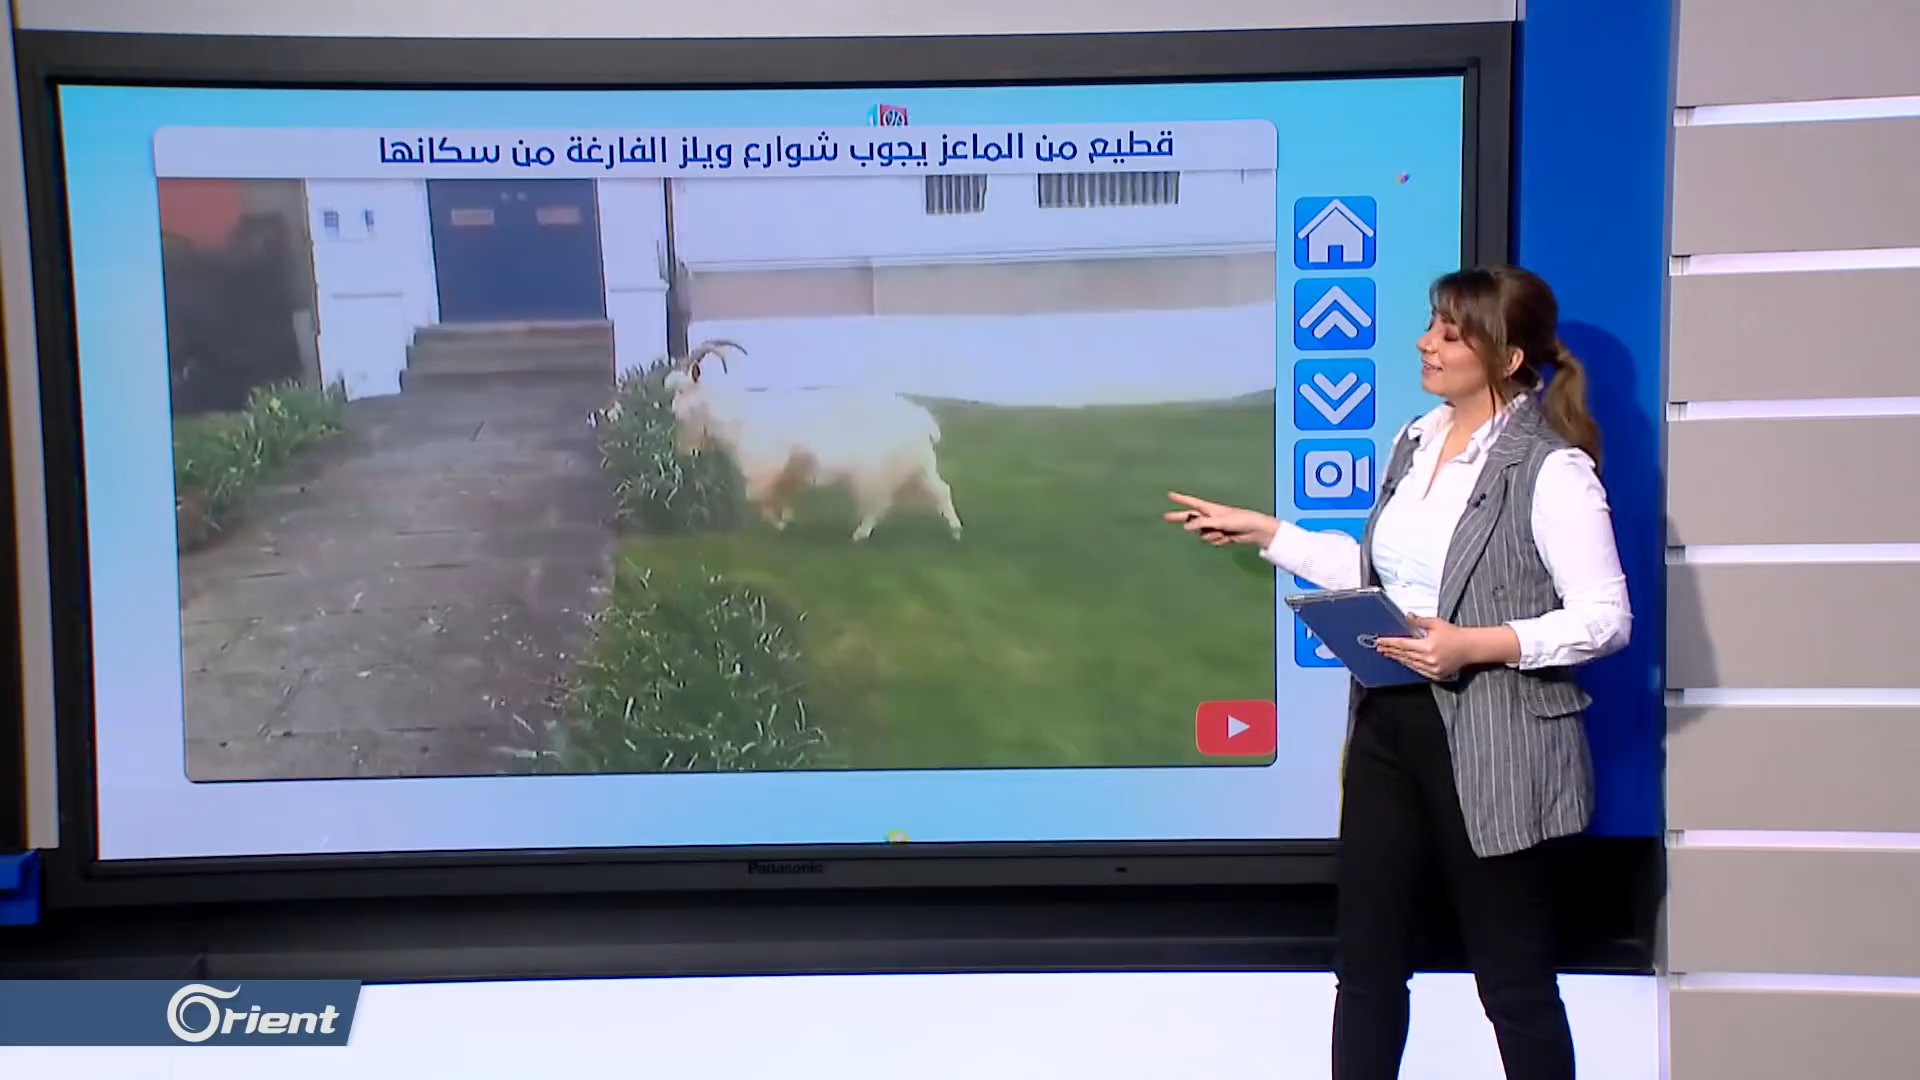 قطيع من الماعز يجوب شوارع ويلز الفارغة من سكانها
Panasonic
Orient